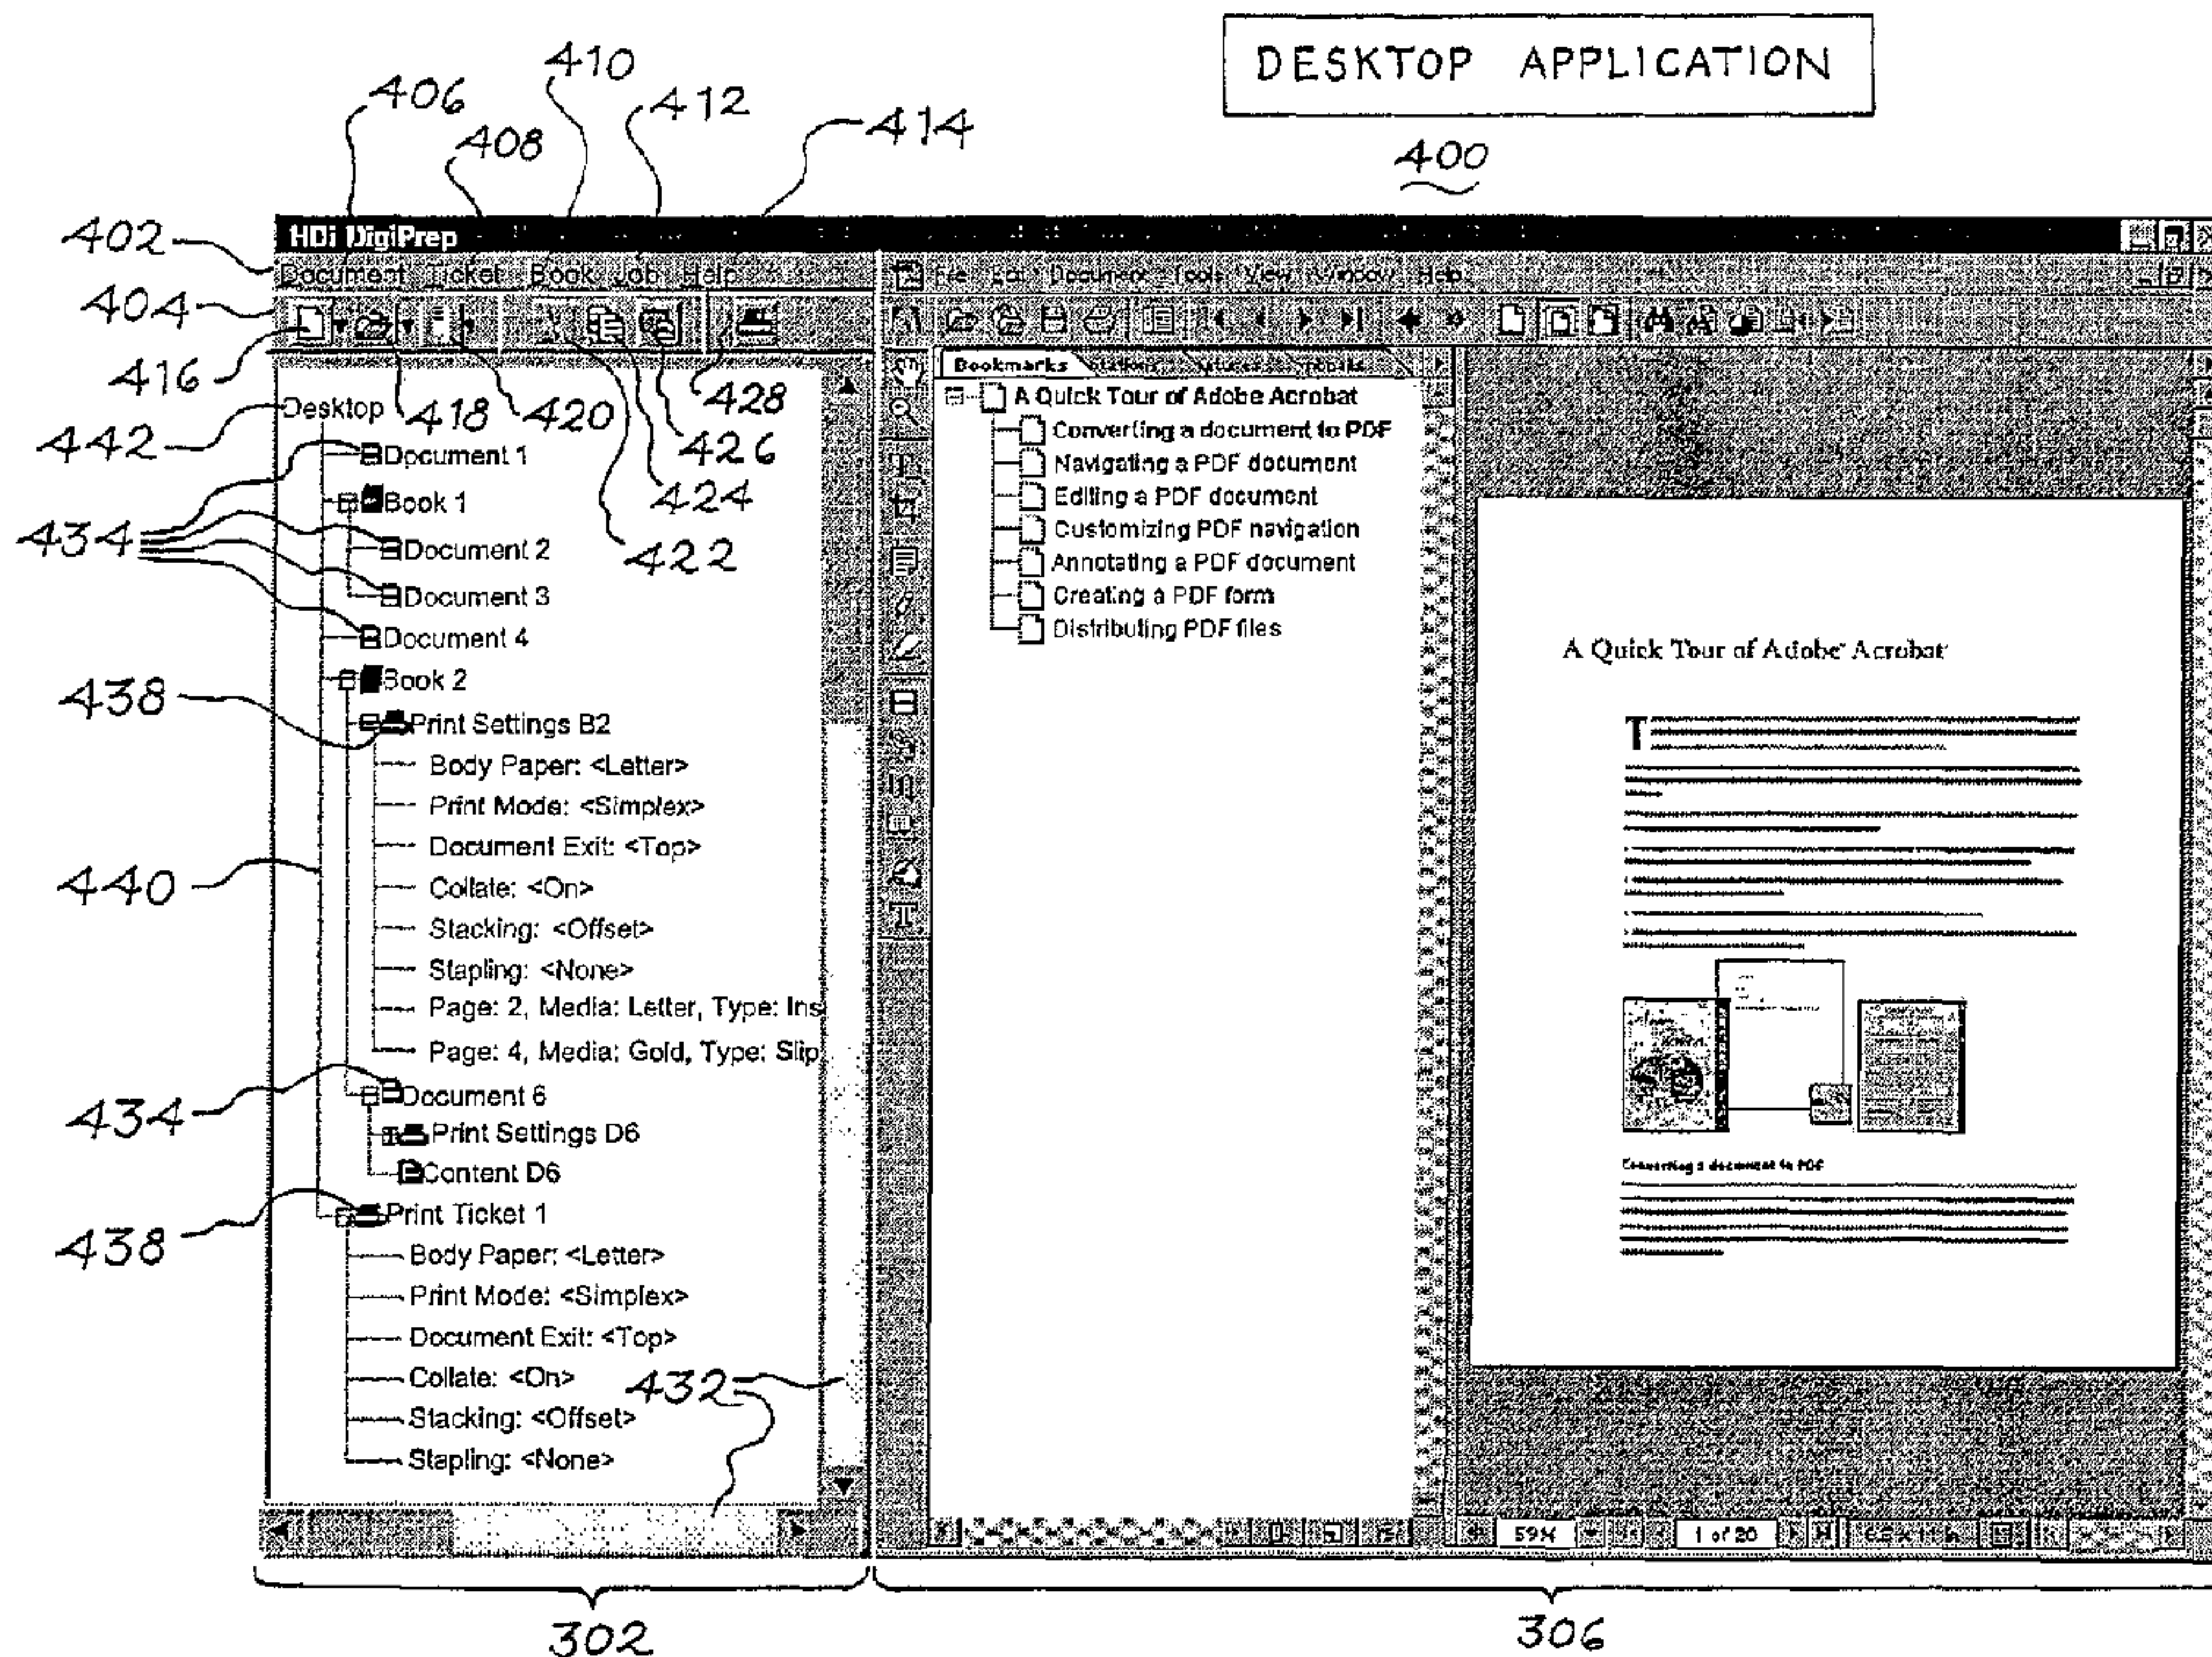 DESKTOP APPLICATION
400
406
408
410
412
414
402
404
416
HDi DigiPrep
Document Ticket Book Job Help
File Edit Document Tools View Window Help
418
420
422
424
426
428
442
434
438
440
434
438
432
Desktop
Document 1
Book 1
Document 2
Document 3
Document 4
Book 2
Print Settings B2
Body Paper: <Letter>
Print Mode: <Simplex>
Document Exit: <Top>
Collate: <On>
Stacking: <Offset>
Stapling: <None>
Page: 2, Media: Letter, Type: Ins
Page: 4, Media: Gold, Type: Slip
Document 6
Print Settings D6
Content D6
Print Ticket 1
Body Paper: <Letter>
Print Mode: <Simplex>
Document Exit: <Top>
Collate: <On>
Stacking: <Offset>
Stapling: <None>
Bookmarks
A Quick Tour of Adobe Acrobat
Converting a document to PDF
Navigating a PDF document
Editing a PDF document
Customizing PDF navigation
Annotating a PDF document
Creating a PDF form
Distributing PDF files
A Quick Tour of Adobe Acrobat
T
Converting a document to PDF
59%
1 of 20
302
306